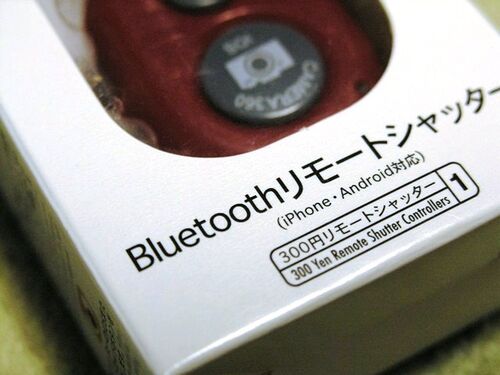 iOS
CAMERA360
Bluetoothリモートシャッター
(iPhone・Android対応)
300円リモートシャッター
300 Yen Remote Shutter Controllers
1